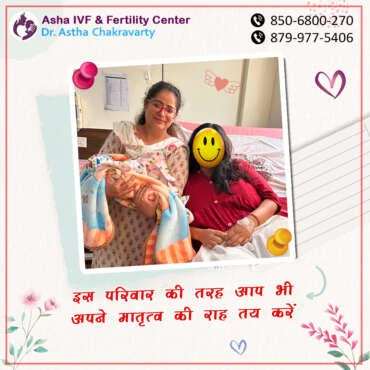 Asha IVF & Fertility Center
Dr. Astha Chakravarty
850-6800-270
879-977-5406
इस परिवार की तरह आप भी
अपने मातृत्व की राह तय करें